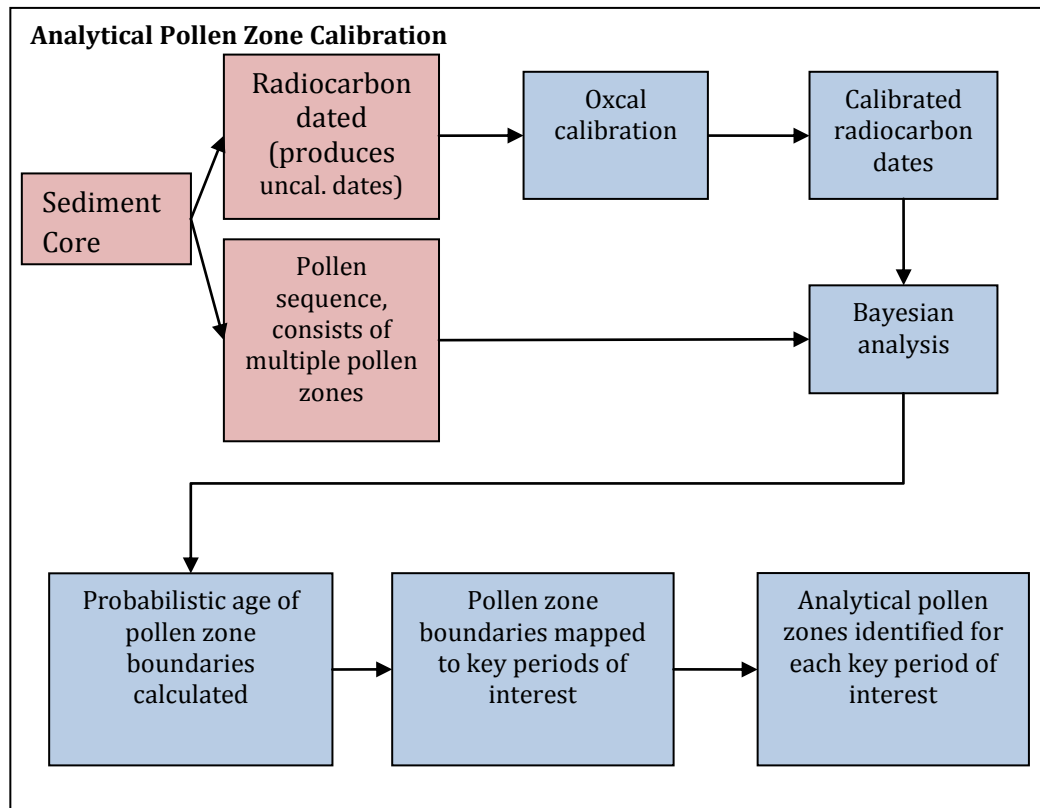 Analytical Pollen Zone Calibration
Radiocarbon
dated
(produces
uncal. dates)
Oxcal
calibration
Calibrated
radiocarbon
dates
Sediment
Core
Pollen
sequence,
consists of
multiple pollen
zones
Bayesian
analysis
Probabilistic age of
pollen zone
boundaries
calculated
Pollen zone
boundaries mapped
to key periods of
interest
Analytical pollen
zones identified for
each key period of
interest